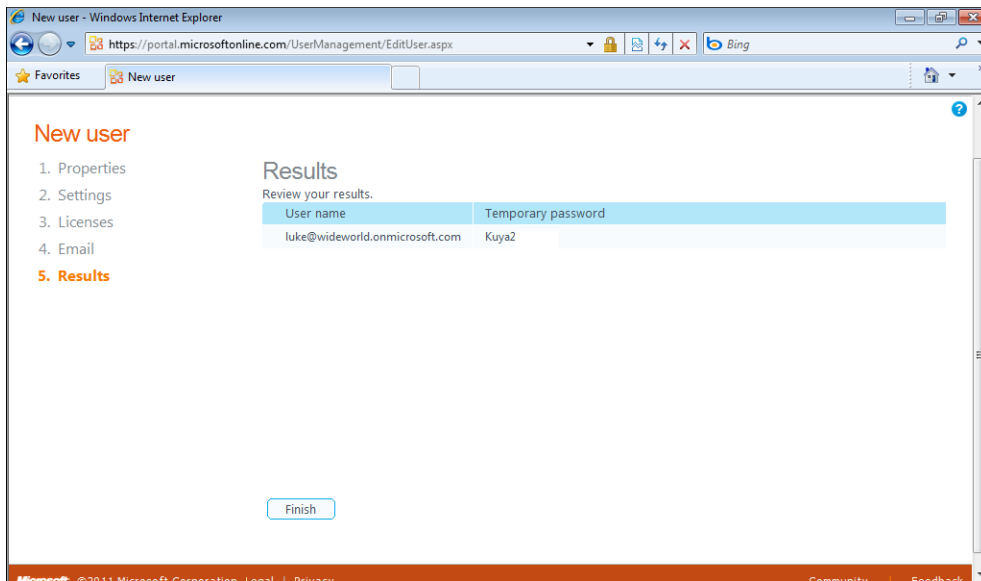 New user - Windows Internet Explorer
https://portal.microsoftonline.com/UserManagement/EditUser.aspx
Bing
Favorites
New user
New user
1. Properties
2. Settings
3. Licenses
4. Email
5. Results
Results
Review your results.
User name Temporary password
luke@wideworld.onmicrosoft.com Kuya2
Finish
Microsoft ©2011 Microsoft Corporation Legal | Privacy
Community | Feedback